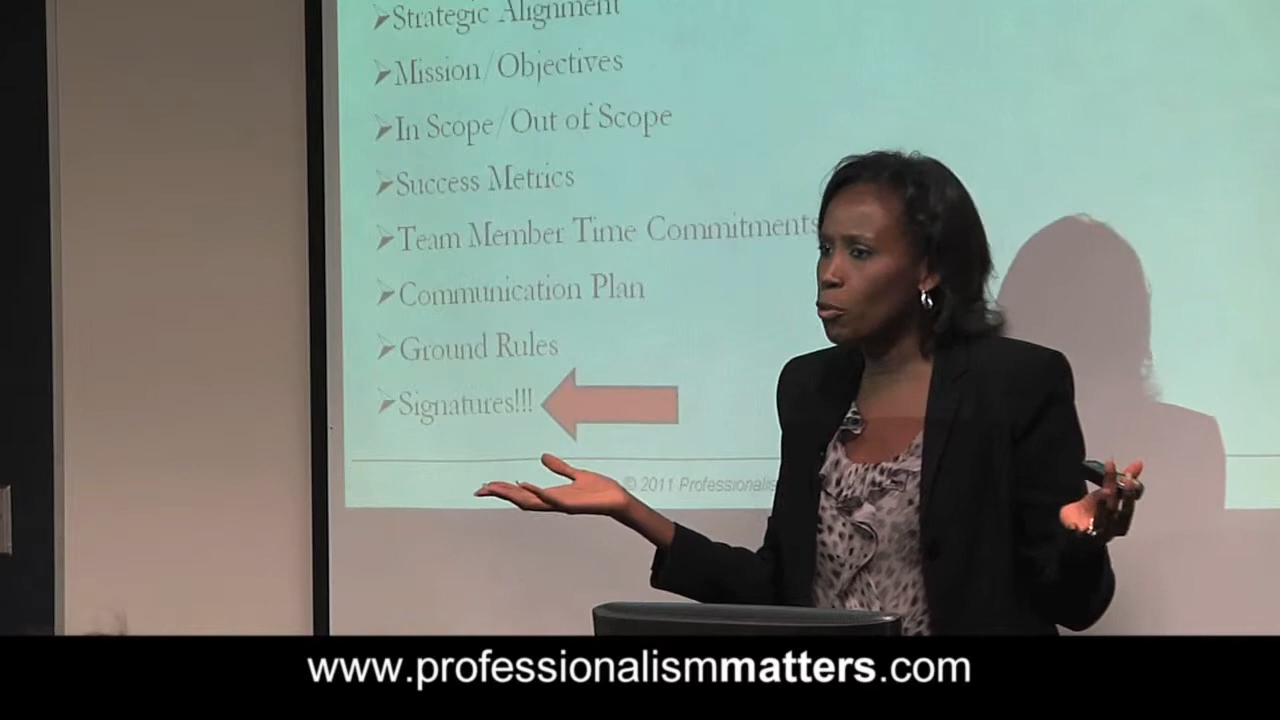 ➢Strategic Alignment
➢Mission/Objectives
➢In Scope/Out of Scope
➢Success Metrics
➢Team Member Time Commitments
➢Communication Plan
➢Ground Rules
➢Signatures!!!
© 2011 Professionalis
www.professionalismmatters.com